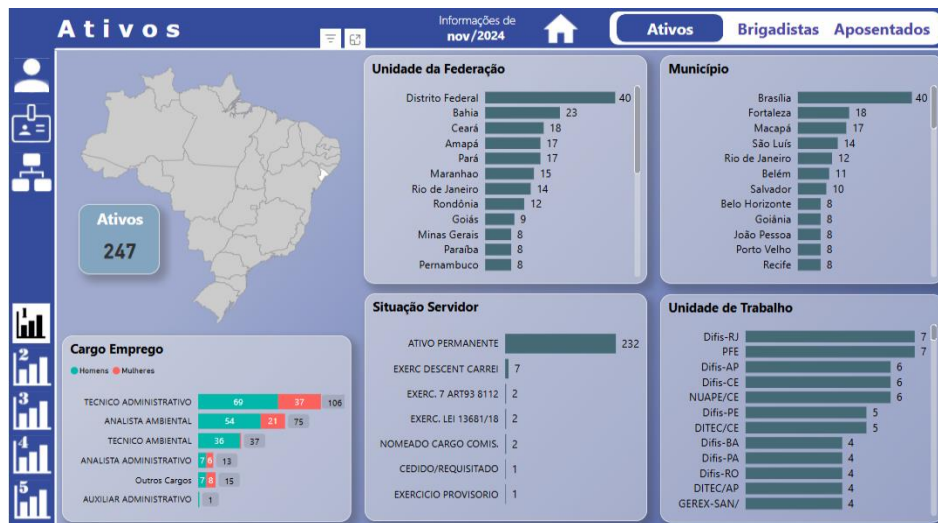 Ativos
Informações de
nov/2024
Ativos
Brigadistas
Aposentados
Ativos
247
Unidade da Federação
Distrito Federal 40
Bahia 23
Ceará 18
Amapá 17
Pará 17
Maranhao 15
Rio de Janeiro 14
Rondônia 12
Goiás 9
Minas Gerais 8
Paraíba 8
Pernambuco 8
Município
Brasília 40
Fortaleza 18
Macapá 17
São Luís 14
Rio de Janeiro 12
Belém 11
Salvador 10
Belo Horizonte 8
Goiânia 8
João Pessoa 8
Porto Velho 8
Recife 8
1
2
3
4
5
Cargo Emprego
Homens Mulheres
TECNICO ADMINISTRATIVO 69 37 106
ANALISTA AMBIENTAL 54 21 75
TECNICO AMBIENTAL 36 37
ANALISTA ADMINISTRATIVO 7 6 13
Outros Cargos 7 8 15
AUXILIAR ADMINISTRATIVO 1
Situação Servidor
ATIVO PERMANENTE 232
EXERC DESCENT CARREI 7
EXERC. 7 ART93 8112 2
EXERC. LEI 13681/18 2
NOMEADO CARGO COMIS. 2
CEDIDO/REQUISITADO 1
EXERCICIO PROVISORIO 1
Unidade de Trabalho
Difis-RJ 7
PFE 7
Difis-AP 6
Difis-CE 6
NUAPE/CE 6
Difis-PE 5
DITEC/CE 5
Difis-BA 4
Difis-PA 4
Difis-RO 4
DITEC/AP 4
GEREX-SAN/ 4